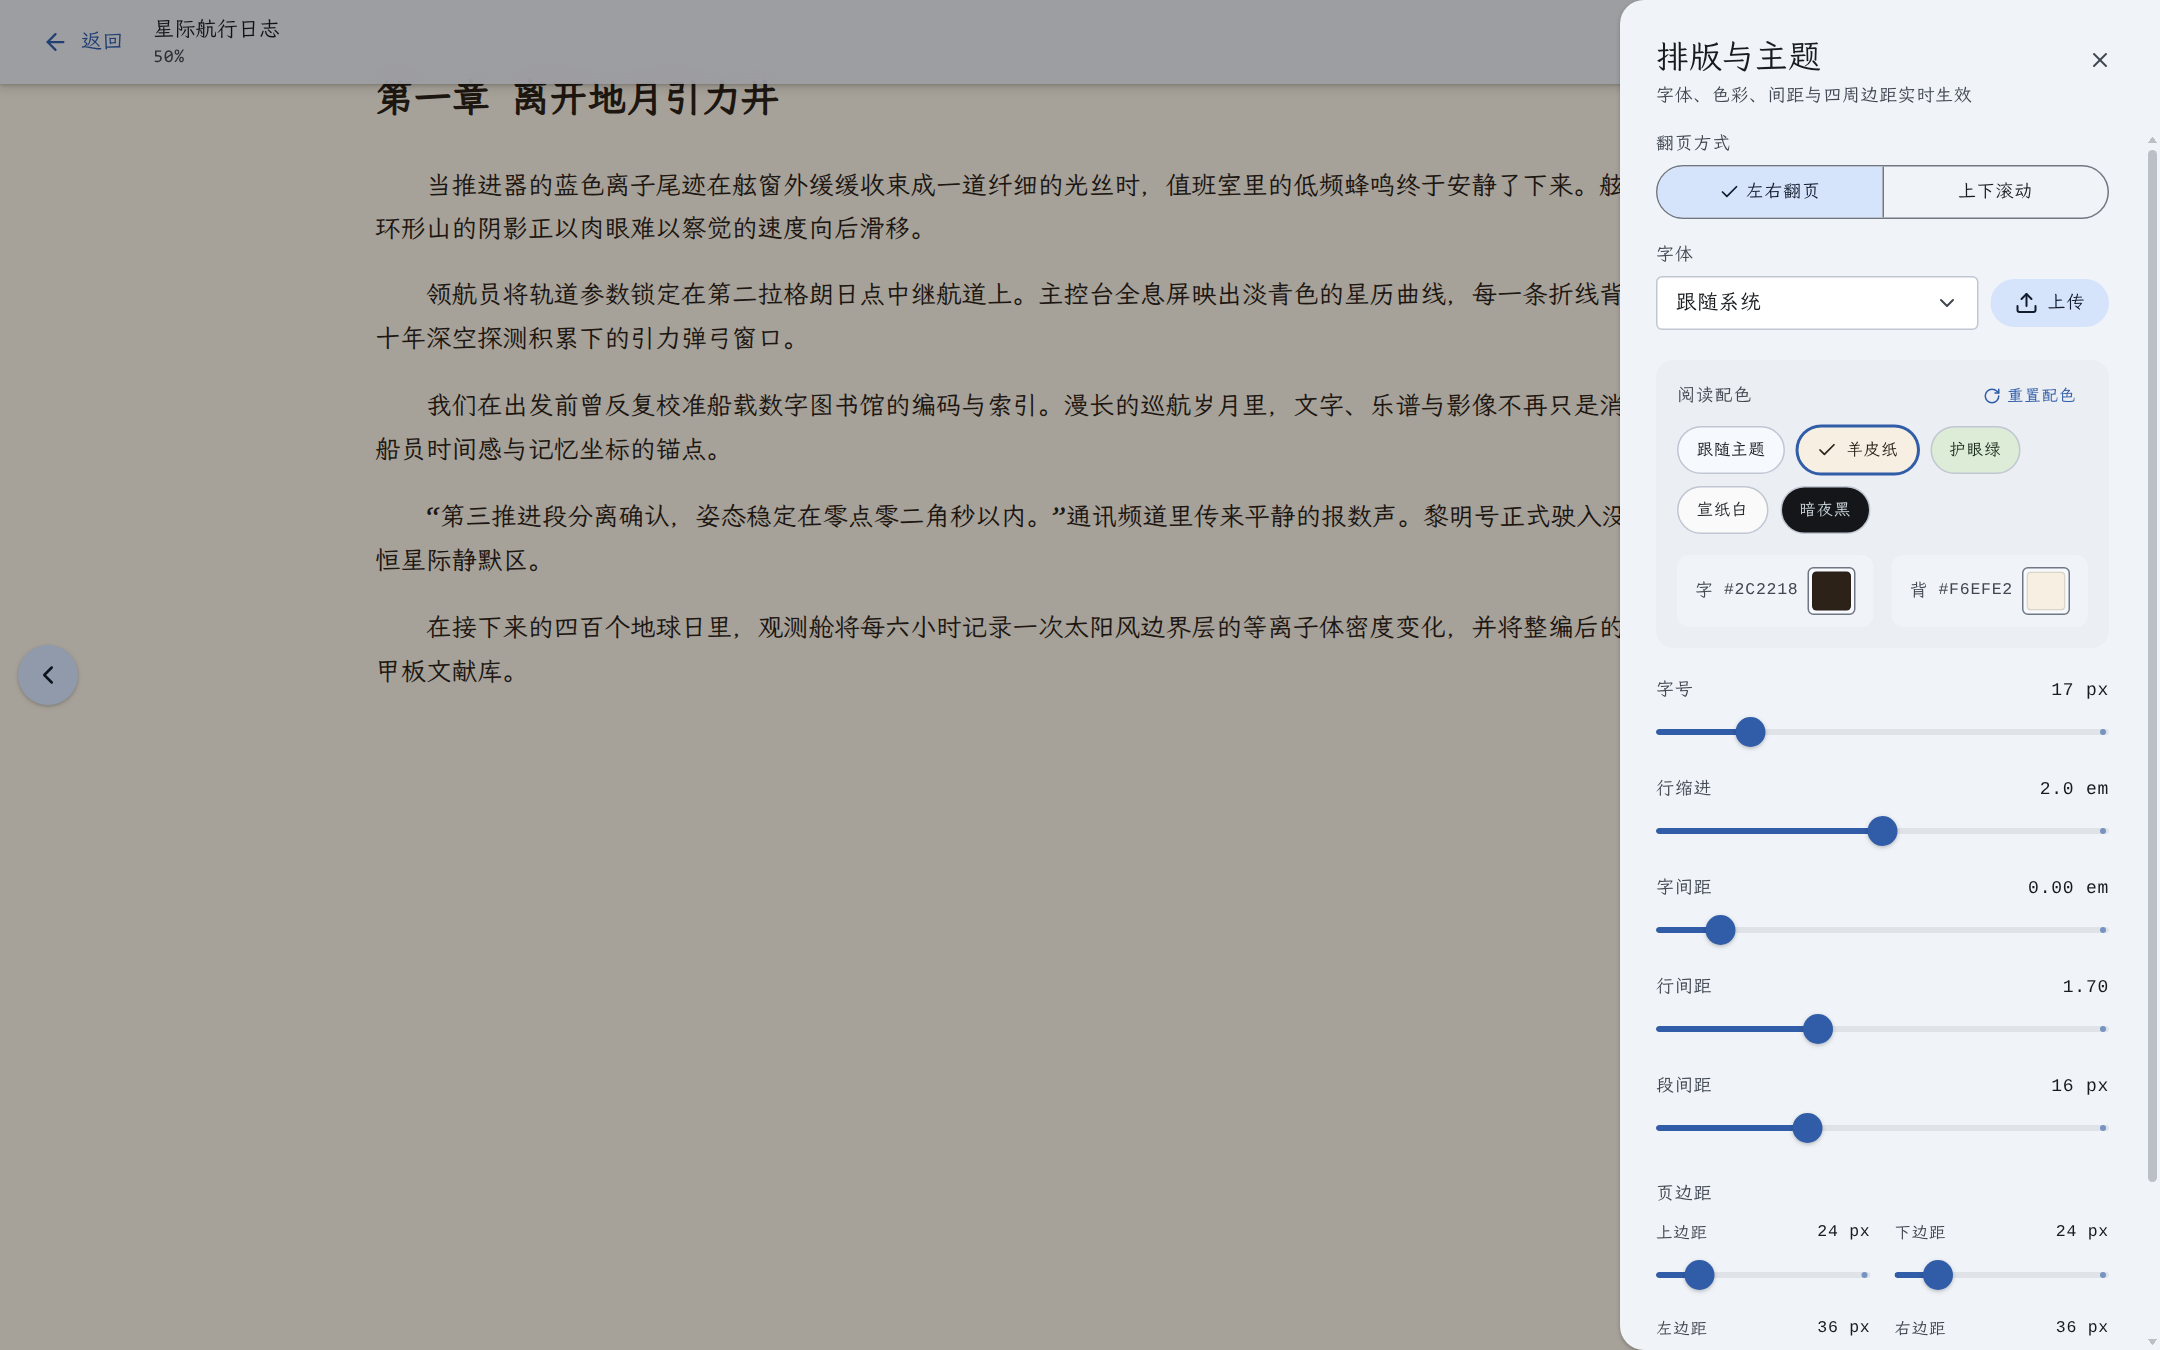 返回
星际航行日志
50%
第一章 离开地月引力井
当推进器的蓝色离子尾迹在舷窗外缓缓收束成一道纤细的光丝时，值班室里的低频蜂鸣终于安静了下来。舷
环形山的阴影正以肉眼难以察觉的速度向后滑移。
领航员将轨道参数锁定在第二拉格朗日点中继航道上。主控台全息屏映出淡青色的星历曲线，每一条折线背
十年深空探测积累下的引力弹弓窗口。
我们在出发前曾反复校准船载数字图书馆的编码与索引。漫长的巡航岁月里，文字、乐谱与影像不再只是消
船员时间感与记忆坐标的锚点。
“第三推进段分离确认，姿态稳定在零点零二角秒以内。”通讯频道里传来平静的报数声。黎明号正式驶入没
恒星际静默区。
在接下来的四百个地球日里，观测舱将每六小时记录一次太阳风边界层的等离子体密度变化，并将整编后的
甲板文献库。
排版与主题
字体、色彩、间距与四周边距实时生效
翻页方式
左右翻页
上下滚动
字体
跟随系统
上传
阅读配色
重置配色
跟随主题
羊皮纸
护眼绿
宣纸白
暗夜黑
字 #2C2218
背 #F6EFE2
字号
17 px
行缩进
2.0 em
字间距
0.00 em
行间距
1.70
段间距
16 px
页边距
上边距
24 px
下边距
24 px
左边距
36 px
右边距
36 px